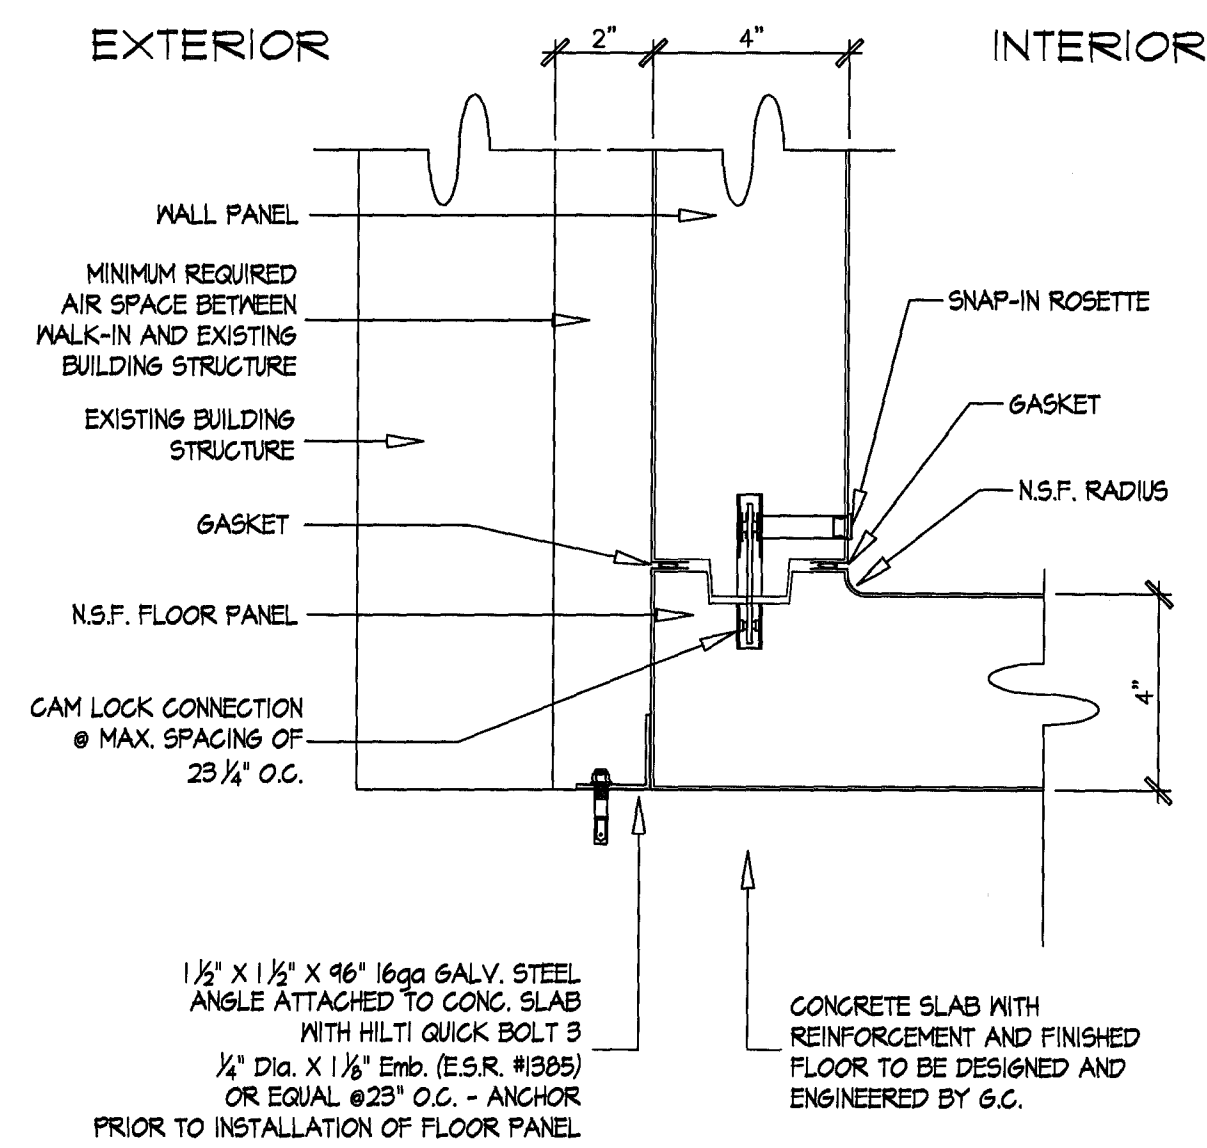 EXTERIOR
2"
4"
INTERIOR
WALL PANEL
MINIMUM REQUIRED
AIR SPACE BETWEEN
WALK-IN AND EXISTING
BUILDING STRUCTURE
EXISTING BUILDING
STRUCTURE
GASKET
N.S.F. FLOOR PANEL
CAM LOCK CONNECTION
@ MAX. SPACING OF
23 1/4" O.C.
SNAP-IN ROSETTE
GASKET
N.S.F. RADIUS
4"
1 1/2" X 1 1/2" X 96" 16ga GALV. STEEL
ANGLE ATTACHED TO CONC. SLAB
WITH HILTI QUICK BOLT 3
1/4" Dia. X 1 1/8" Emb. (E.S.R. #1385)
OR EQUAL @23" O.C. - ANCHOR
PRIOR TO INSTALLATION OF FLOOR PANEL
CONCRETE SLAB WITH
REINFORCEMENT AND FINISHED
FLOOR TO BE DESIGNED AND
ENGINEERED BY G.C.